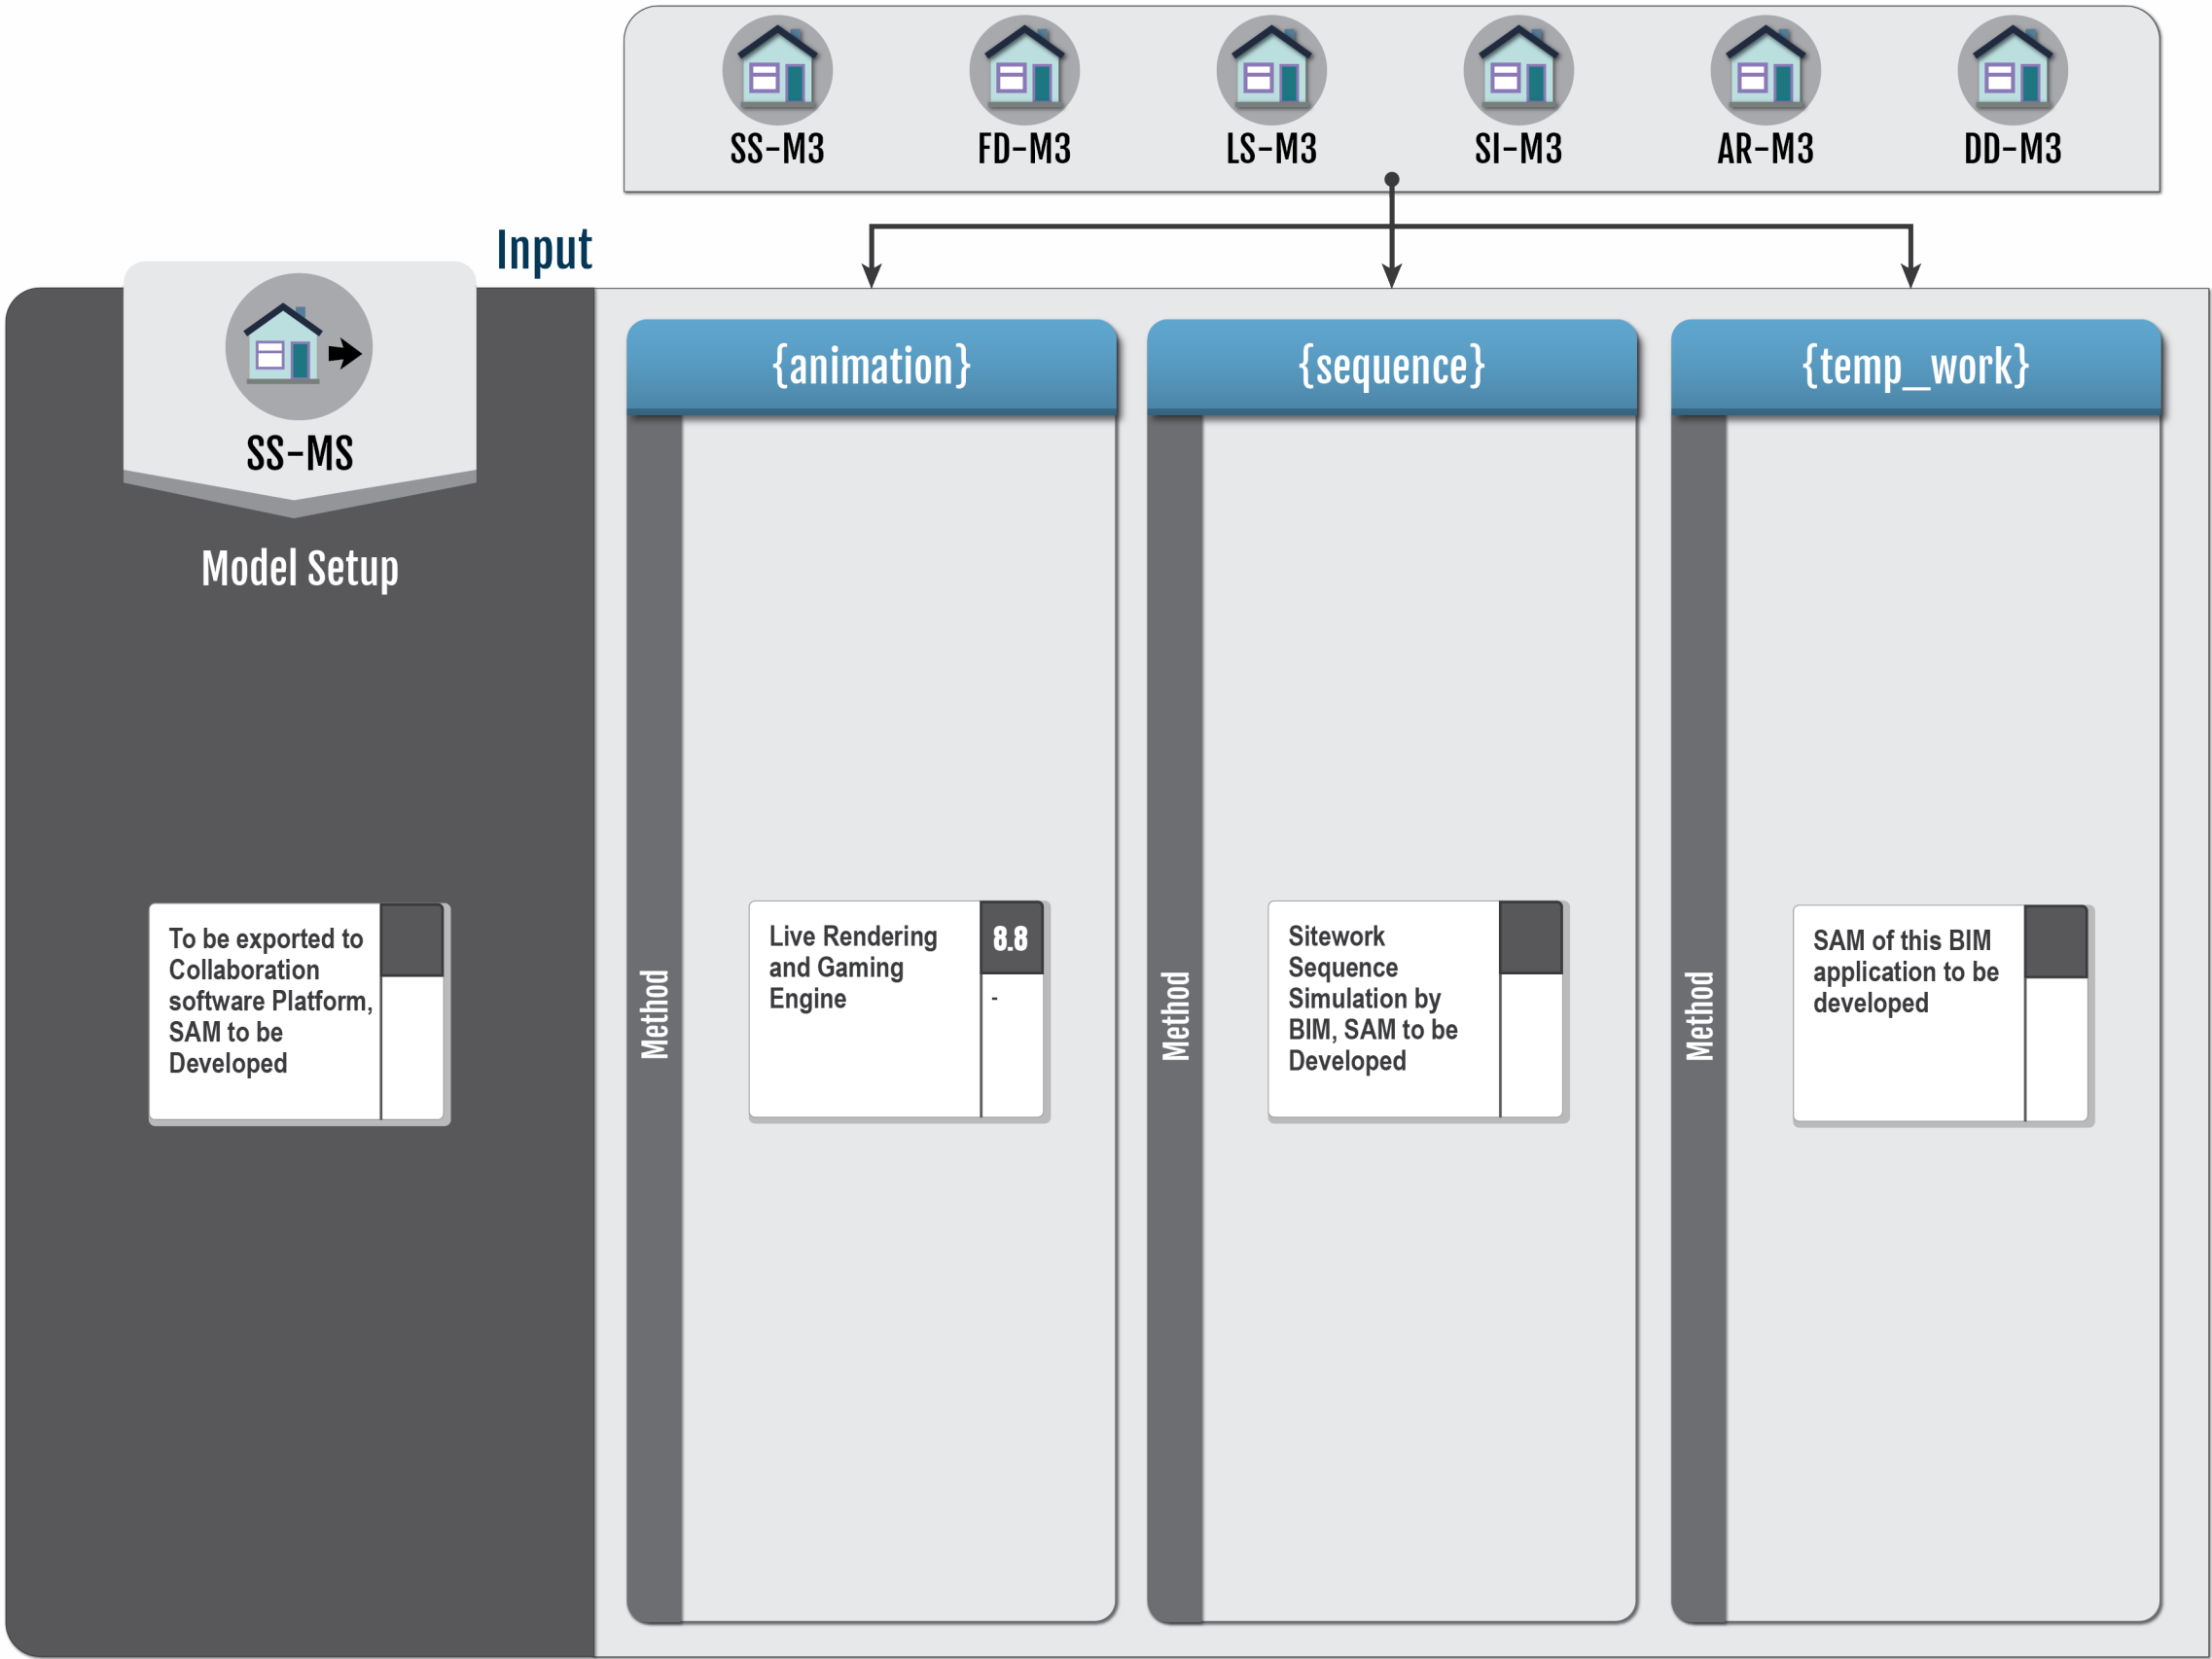 SS-M3
FD-M3
LS-M3
SI-M3
AR-M3
DD-M3
Input
SS-MS
Model Setup
To be exported to
Collaboration
software Platform,
SAM to be
Developed
{animation}
Method
Live Rendering
and Gaming
Engine
8.8
-
{sequence}
Method
Sitework
Sequence
Simulation by
BIM, SAM to be
Developed
{temp_work}
Method
SAM of this BIM
application to be
developed